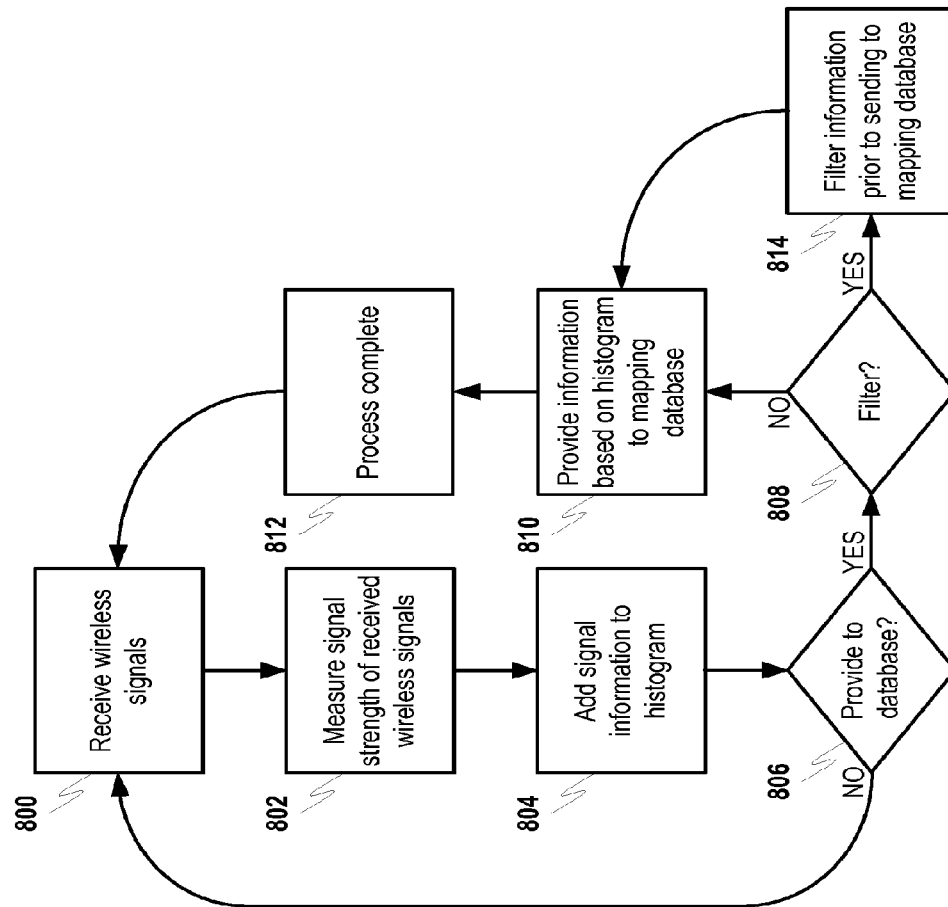 800
Receive wireless
signals
802
Measure signal
strength of received
wireless signals
804
Add signal
information to
histogram
806
Provide to
database?
NO
YES
808
Filter?
NO
YES
810
Provide information
based on histogram
to mapping
database
812
Process complete
814
Filter information
prior to sending to
mapping database